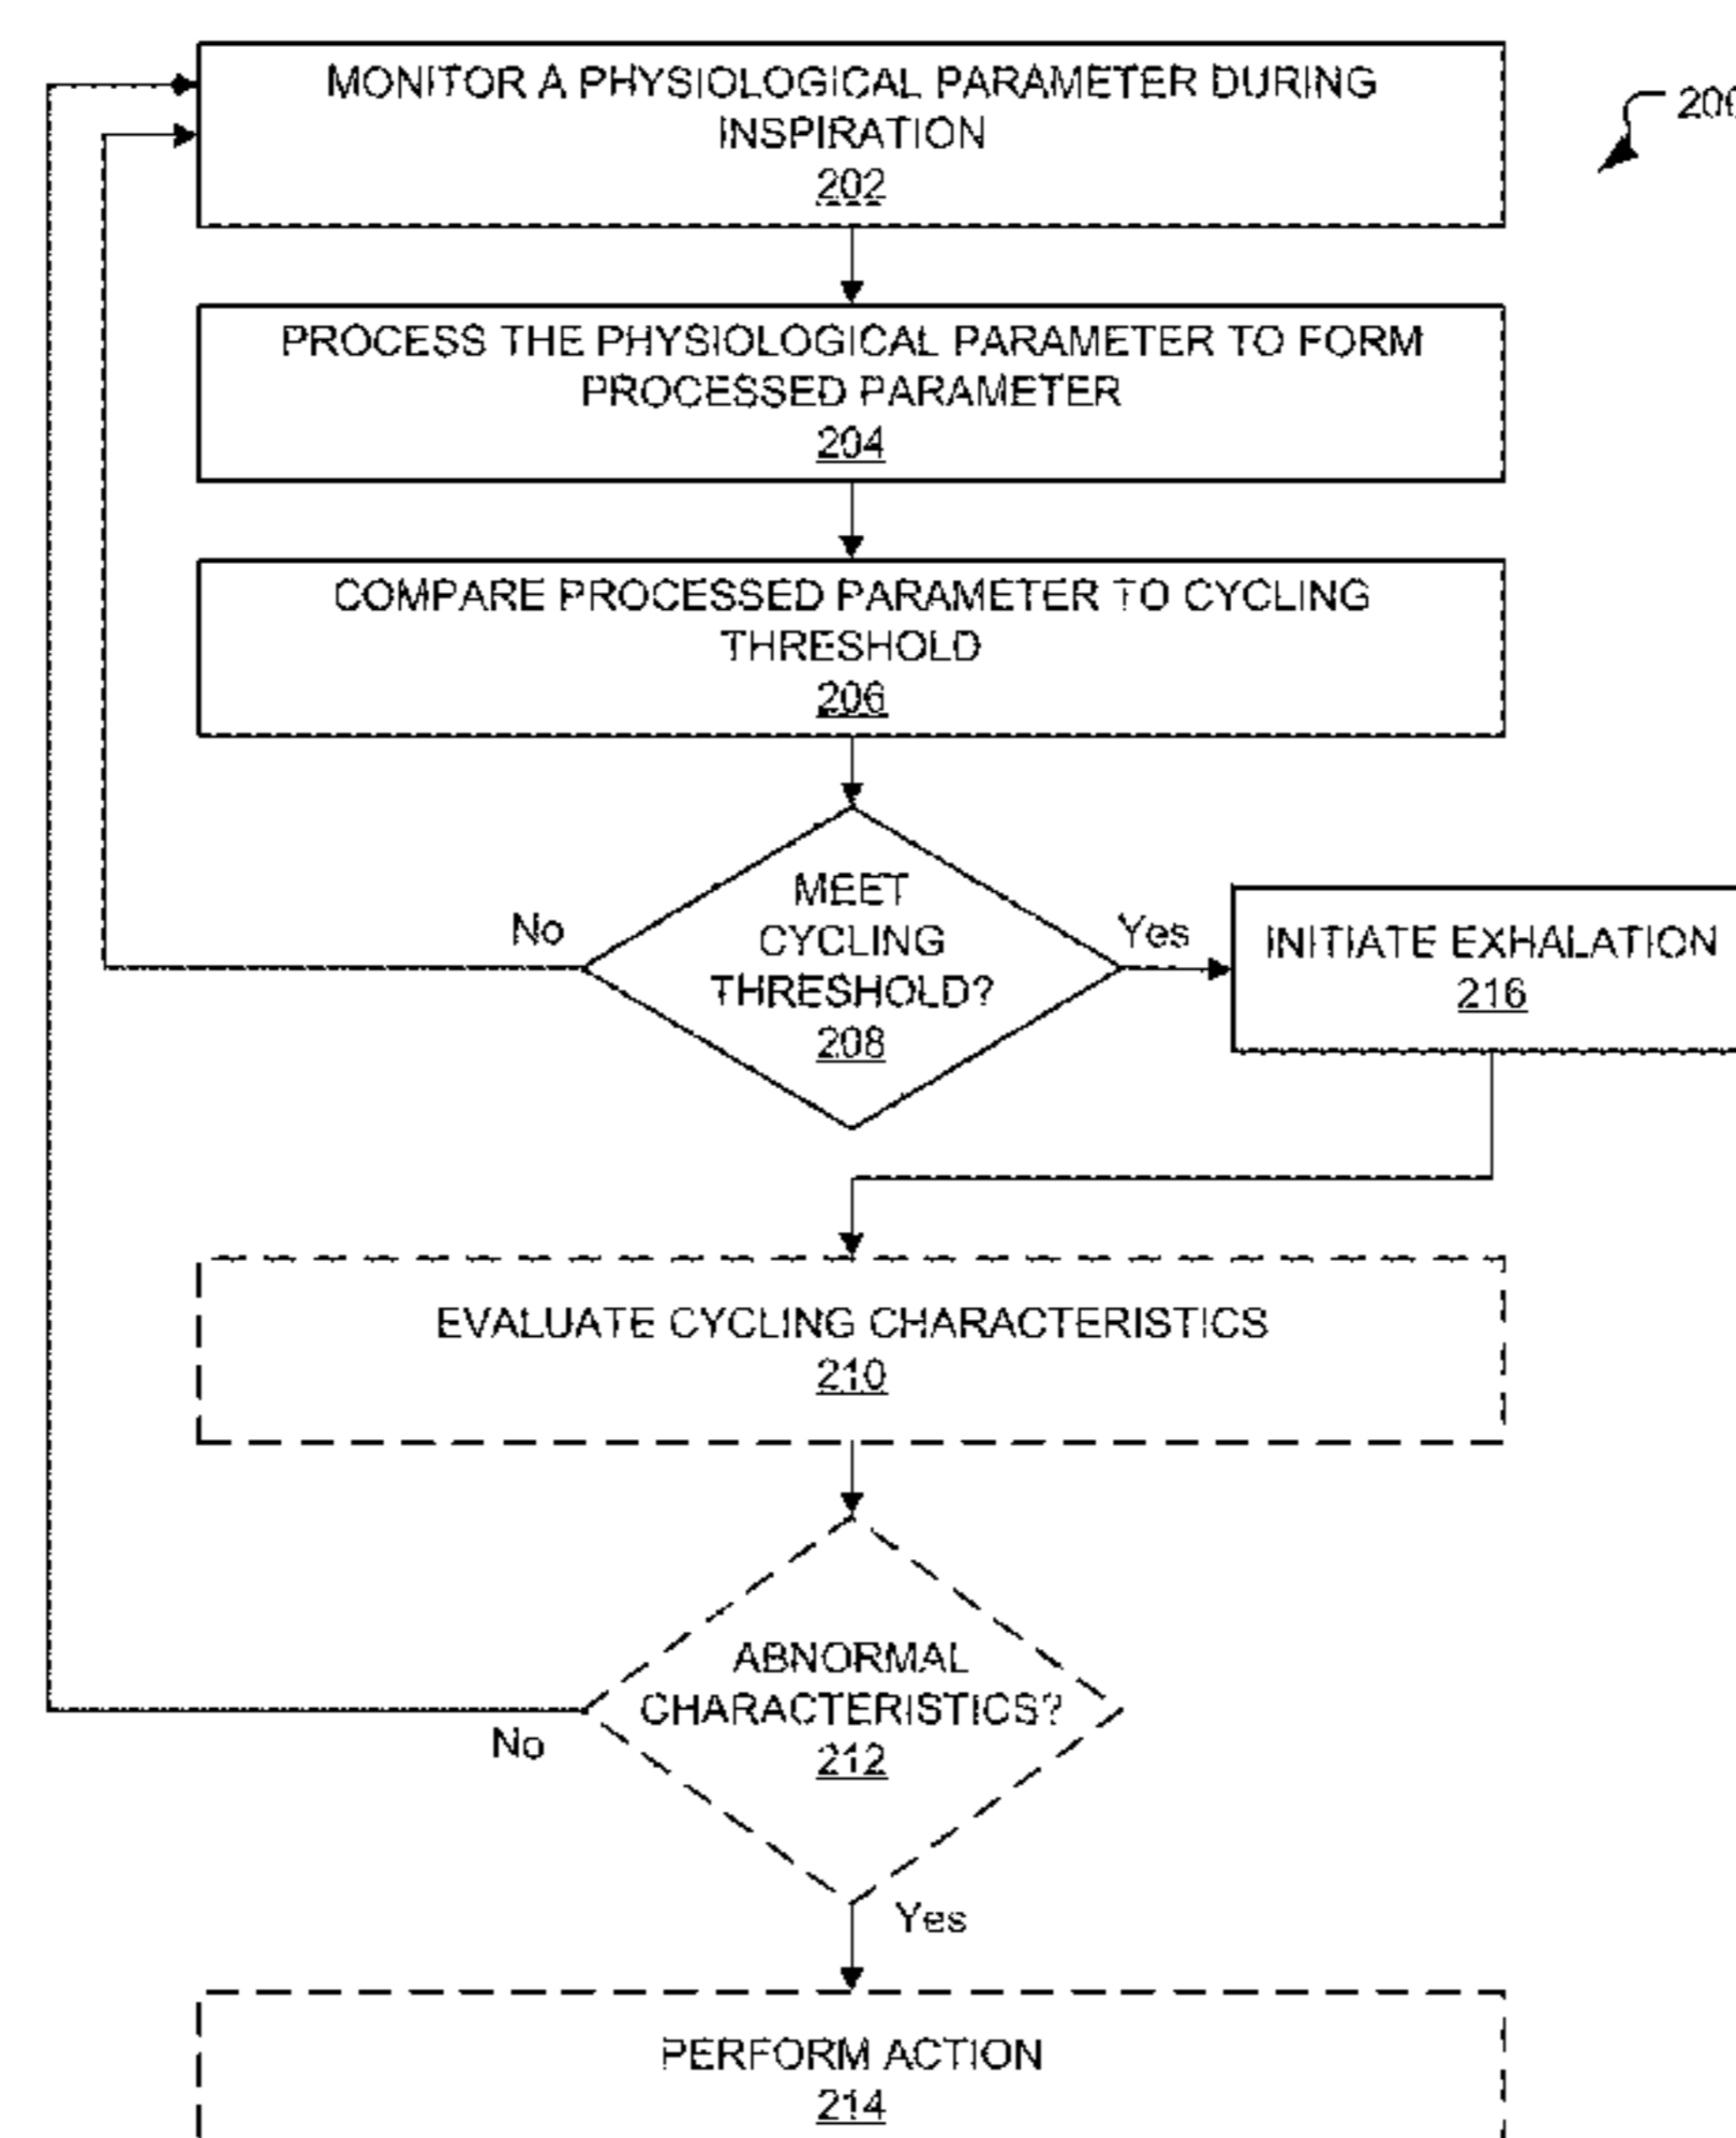 MONITOR A PHYSIOLOGICAL PARAMETER DURING
INSPIRATION
202
PROCESS THE PHYSIOLOGICAL PARAMETER TO FORM
PROCESSED PARAMETER
204
COMPARE PROCESSED PARAMETER TO CYCLING
THRESHOLD
206
MEET
CYCLING
THRESHOLD?
208
No
Yes
INITIATE EXHALATION
216
EVALUATE CYCLING CHARACTERISTICS
210
ABNORMAL
CHARACTERISTICS?
212
No
Yes
PERFORM ACTION
214